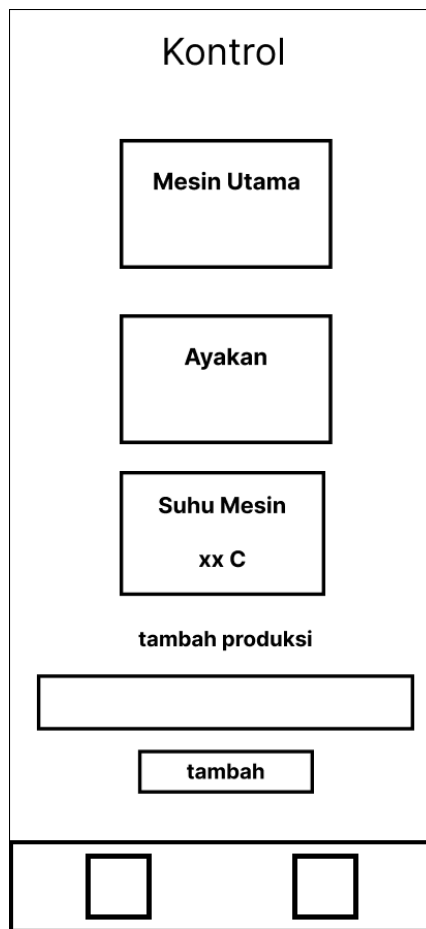 Kontrol
Mesin Utama
Ayakan
Suhu Mesin
xx C
tambah produksi
tambah